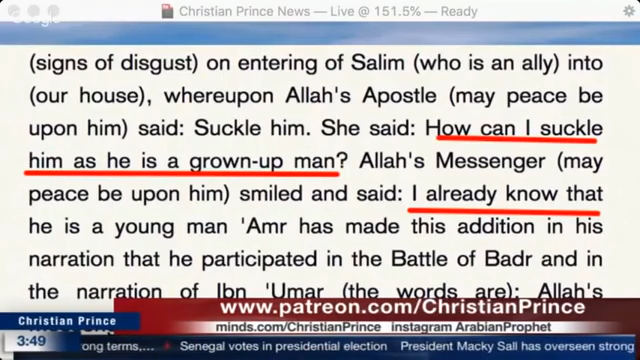 Christian Prince News — Live @ 151.5% — Ready
(signs of disgust) on entering of Salim (who is an ally) into
(our house), whereupon Allah's Apostle (may peace be
upon him) said: Suckle him. She said: How can I suckle
him as he is a grown-up man? Allah's Messenger (may
peace be upon him) smiled and said: I already know that
he is a young man 'Amr has made this addition in his
narration that he participated in the Battle of Badr and in
the narration of Ibn 'Umar (the words are): Allah's
www.patreon.com/ChristianPrince
Christian Prince
minds.com/ChristianPrince instagram ArabianProphet
3:49
ong terms,... Senegal votes in presidential election President Macky Sall has overseen strong